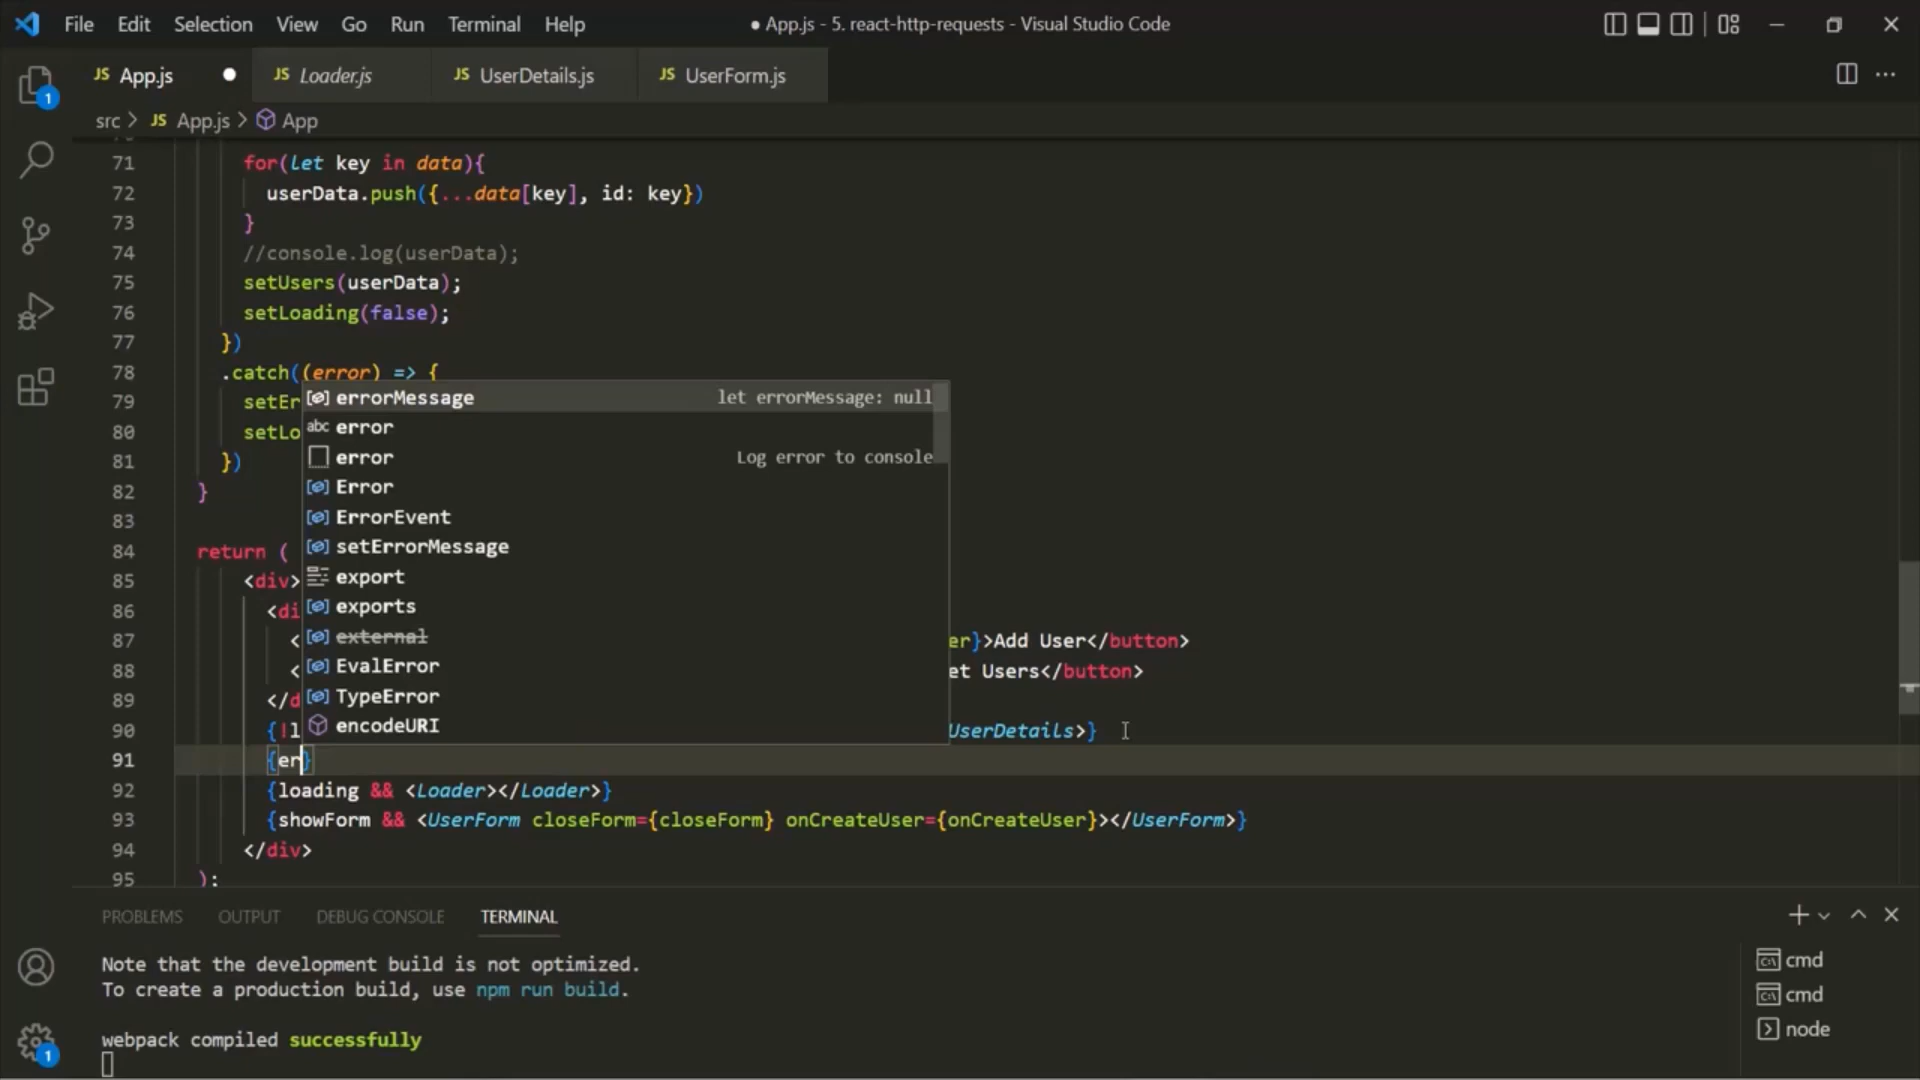 File Edit Selection View Go Run Terminal Help
● App.js - 5. react-http-requests - Visual Studio Code
JS App.js ● JS Loader.js JS UserDetails.js JS UserForm.js
1
src > JS App.js > App
71 for(let key in data){
72 userData.push({...data[key], id: key})
73 }
74 //console.log(userData);
75 setUsers(userData);
76 setLoading(false);
77 })
78 .catch((error) => {
79 setEr
80 setLo
81 })
82 }
83
84 return (
85 <div>
86 <di
87 < er}>Add User</button>
88 < et Users</button>
89 </d
90 {!l UserDetails>}
91 {er}
92 {loading && <Loader></Loader>}
93 {showForm && <UserForm closeForm={closeForm} onCreateUser={onCreateUser}></UserForm>}
94 </div>
95 );
errorMessage let errorMessage: null
abc error
error Log error to console
Error
ErrorEvent
setErrorMessage
export
exports
external
EvalError
TypeError
encodeURI
PROBLEMS OUTPUT DEBUG CONSOLE TERMINAL
Note that the development build is not optimized.
To create a production build, use npm run build.
webpack compiled successfully
cmd
cmd
node
1